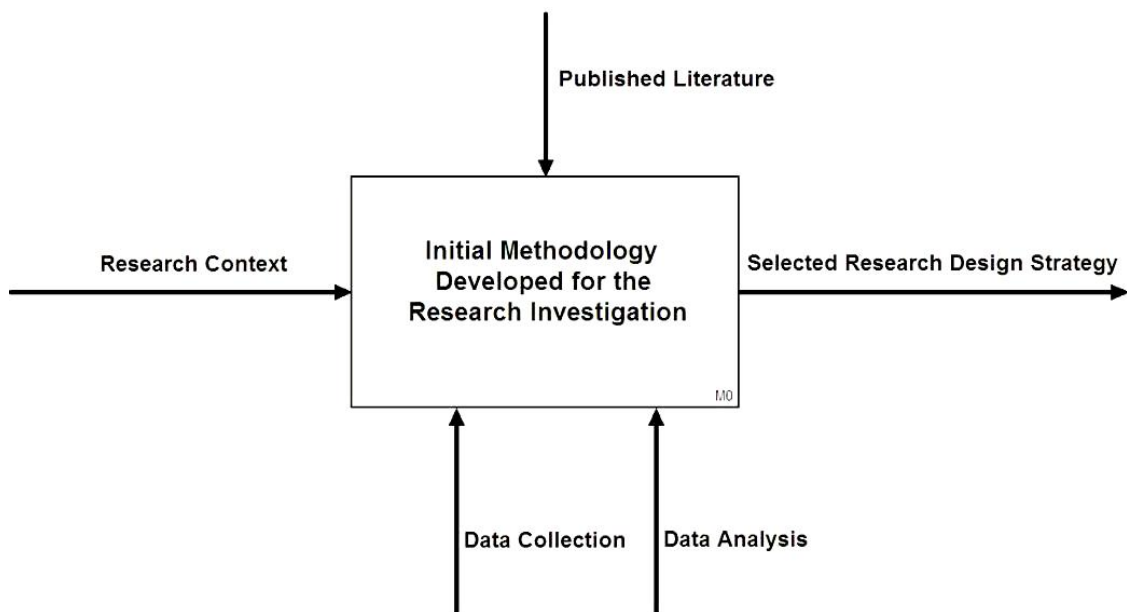 Published Literature
Initial Methodology
Developed for the
Research Investigation
Research Context
Selected Research Design Strategy
M0
Data Collection
Data Analysis